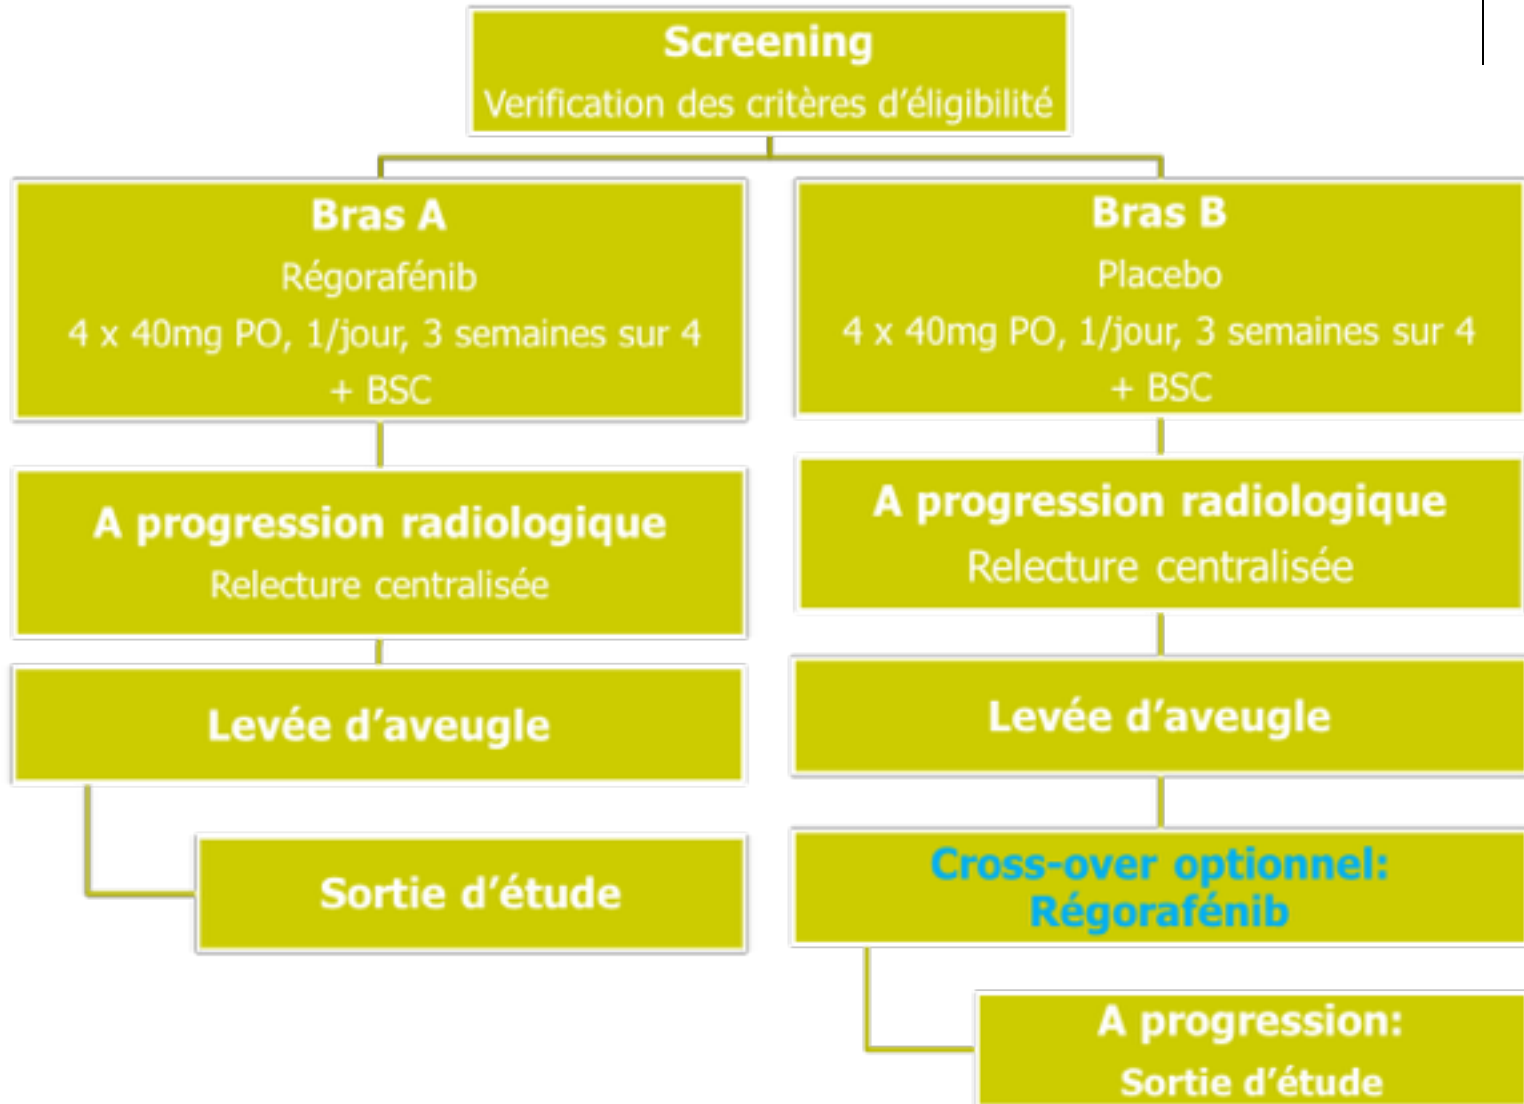 Screening
Verification des critères d’éligibilité
Bras A
Régorafénib
4 x 40mg PO, 1/jour, 3 semaines sur 4
+ BSC
Bras B
Placebo
4 x 40mg PO, 1/jour, 3 semaines sur 4
+ BSC
A progression radiologique
Relecture centralisée
A progression radiologique
Relecture centralisée
Levée d’aveugle
Levée d’aveugle
Sortie d’étude
Cross-over optionnel:
Régorafénib
A progression:
Sortie d’étude